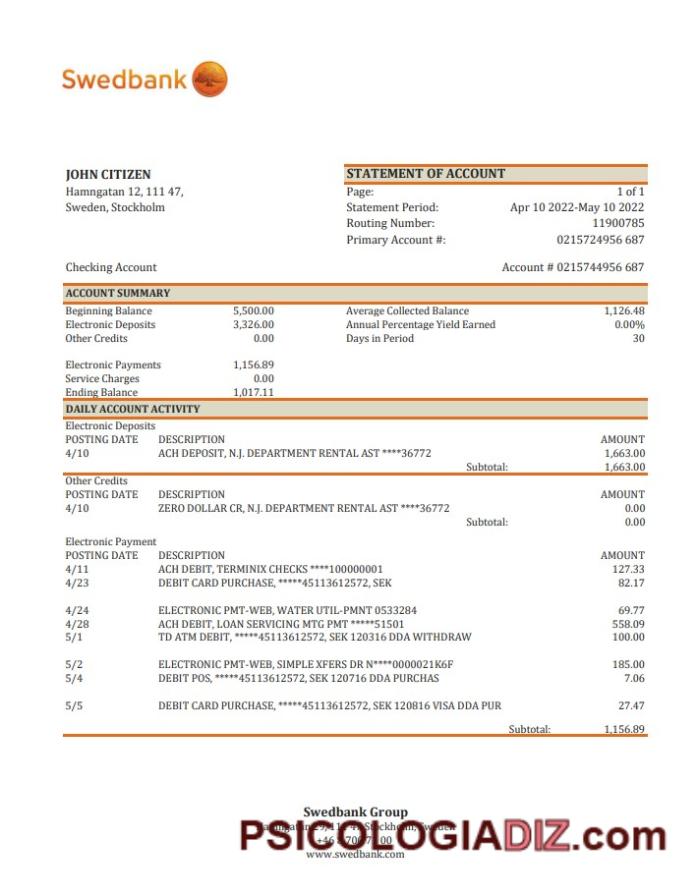 Swedbank
JOHN CITIZEN
Hamngatan 12, 111 47,
Sweden, Stockholm
STATEMENT OF ACCOUNT
Page: 1 of 1
Statement Period: Apr 10 2022-May 10 2022
Routing Number: 11900785
Primary Account #: 0215724956 687
Checking Account Account # 0215744956 687
ACCOUNT SUMMARY
Beginning Balance 5,500.00 Average Collected Balance 1,126.48
Electronic Deposits 3,326.00 Annual Percentage Yield Earned 0.00%
Other Credits 0.00 Days in Period 30
Electronic Payments 1,156.89
Service Charges 0.00
Ending Balance 1,017.11
DAILY ACCOUNT ACTIVITY
Electronic Deposits
POSTING DATE DESCRIPTION AMOUNT
4/10 ACH DEPOSIT, N.J. DEPARTMENT RENTAL AST ****36772 1,663.00
Subtotal: 1,663.00
Other Credits
POSTING DATE DESCRIPTION AMOUNT
4/10 ZERO DOLLAR CR, N.J. DEPARTMENT RENTAL AST ****36772 0.00
Subtotal: 0.00
Electronic Payment
POSTING DATE DESCRIPTION AMOUNT
4/11 ACH DEBIT, TERMINIX CHECKS ****100000001 127.33
4/23 DEBIT CARD PURCHASE, *****45113612572, SEK 82.17
4/24 ELECTRONIC PMT-WEB, WATER UTIL-PMNT 0533284 69.77
4/28 ACH DEBIT, LOAN SERVICING MTG PMT *****51501 558.09
5/1 TD ATM DEBIT, *****45113612572, SEK 120316 DDA WITHDRAW 100.00
5/2 ELECTRONIC PMT-WEB, SIMPLE XFERS DR N****0000021K6F 185.00
5/4 DEBIT POS, *****45113612572, SEK 120716 DDA PURCHAS 7.06
5/5 DEBIT CARD PURCHASE, *****45113612572, SEK 120816 VISA DDA PUR 27.47
Subtotal: 1,156.89
Swedbank Group
Stockholm, Sweden
PSICOLOGIADIZ.com
www.swedbank.com